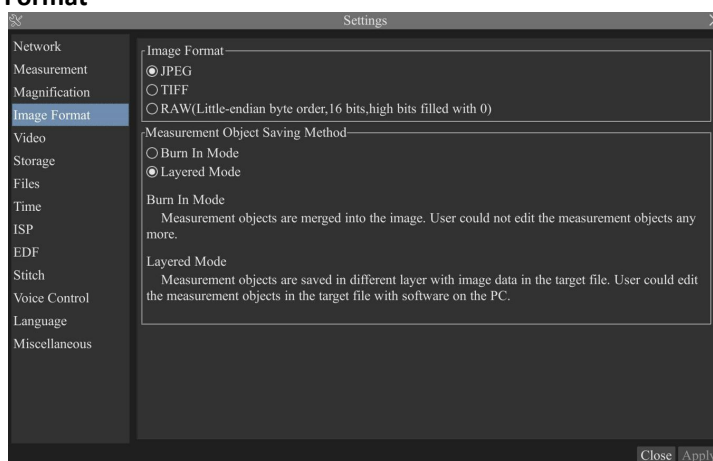 Format
Settings
Network
Measurement
Magnification
Image Format
Video
Storage
Files
Time
ISP
EDF
Stitch
Voice Control
Language
Miscellaneous
Image Format
JPEG
TIFF
RAW(Little-endian byte order,16 bits,high bits filled with 0)
Measurement Object Saving Method
Burn In Mode
Layered Mode
Burn In Mode
Measurement objects are merged into the image. User could not edit the measurement objects any
more.
Layered Mode
Measurement objects are saved in different layer with image data in the target file. User could edit
the measurement objects in the target file with software on the PC.
Close
Apply